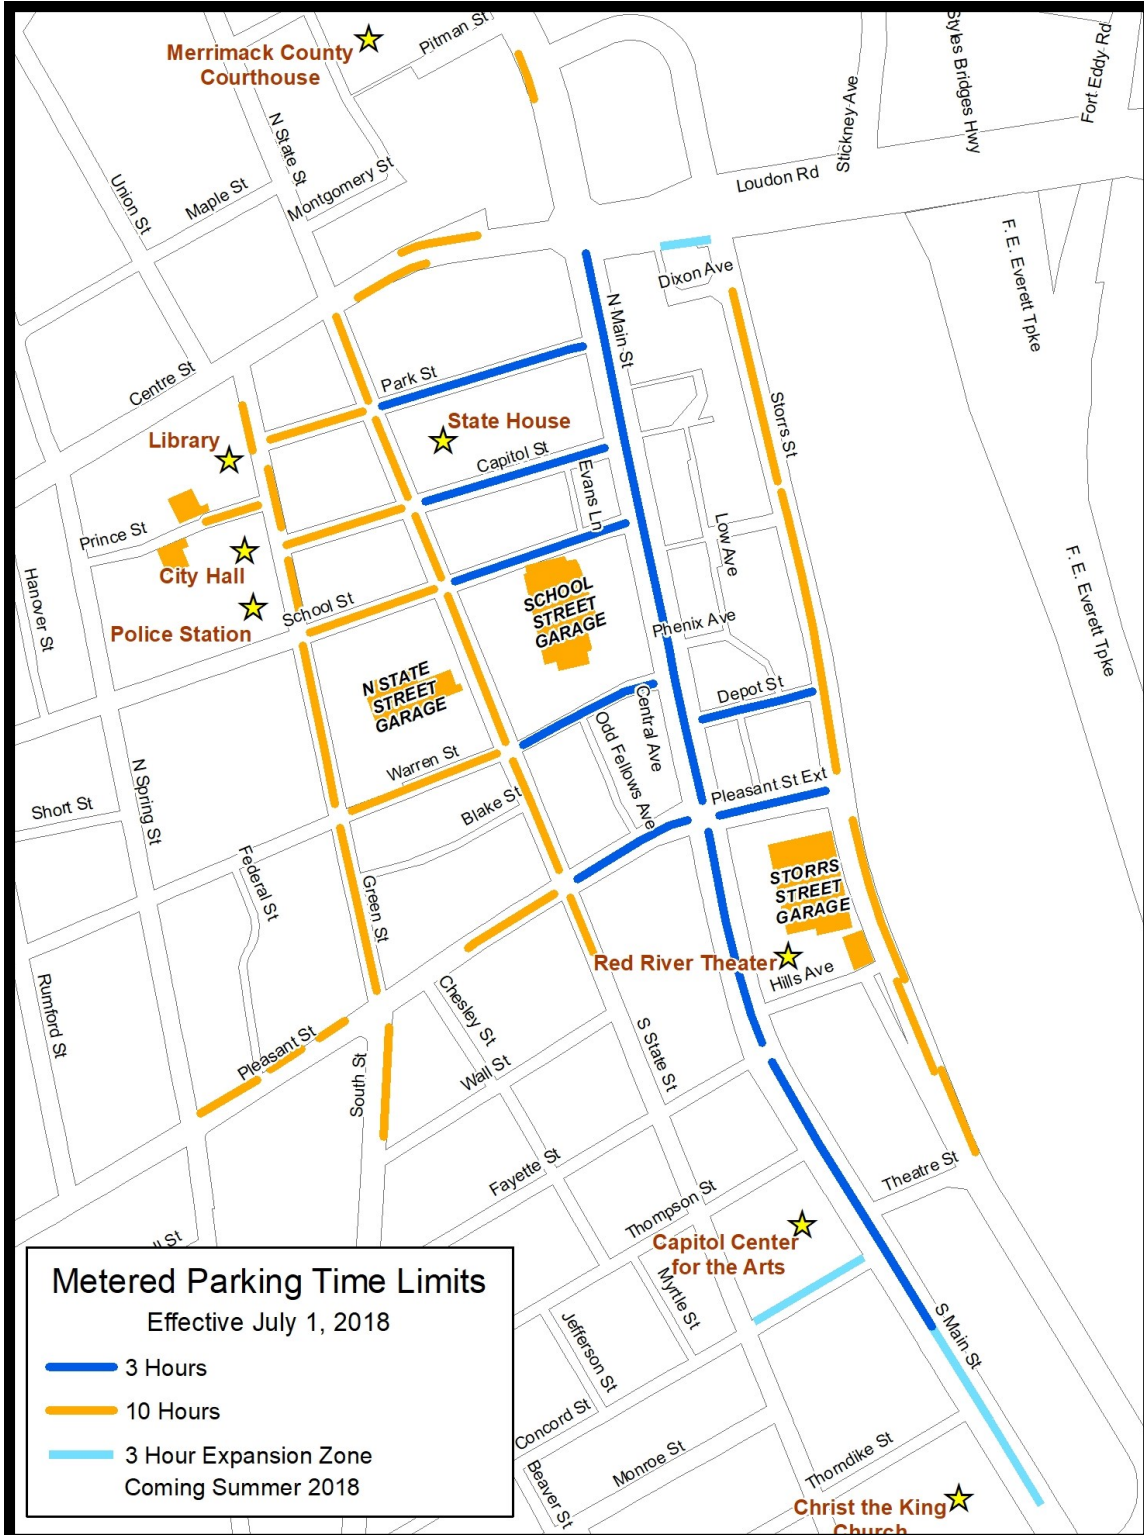 Pitman St
Merrimack County
Courthouse
Styles Bridges Hwy
Fort Eddy Rd
Stickney Ave
N State St
Montgomery St
Loudon Rd
Union St
Maple St
F. E. Everett Tpke
Dixon Ave
N Main St
Centre St
Park St
Storrs St
Library
State House
Capitol St
Evans Ln
Prince St
Low Ave
City Hall
F. E. Everett Tpke
Hanover St
School St
SCHOOL
STREET
GARAGE
Police Station
Phenix Ave
N STATE
STREET
GARAGE
Depot St
Central Ave
Odd Fellows Ave
Warren St
Pleasant St Ext
N Spring St
Short St
Blake St
Federal St
Green St
STORRS
STREET
GARAGE
Red River Theater
Hills Ave
Rumford St
Chesley St
Pleasant St
S State St
Wall St
South St
Fayette St
Theatre St
Thompson St
Capitol Center
for the Arts
Myrtle St
Jefferson St
S Main St
Concord St
Monroe St
Thorndike St
Beaver St
Christ the King
Church
Metered Parking Time Limits
Effective July 1, 2018
3 Hours
10 Hours
3 Hour Expansion Zone
Coming Summer 2018